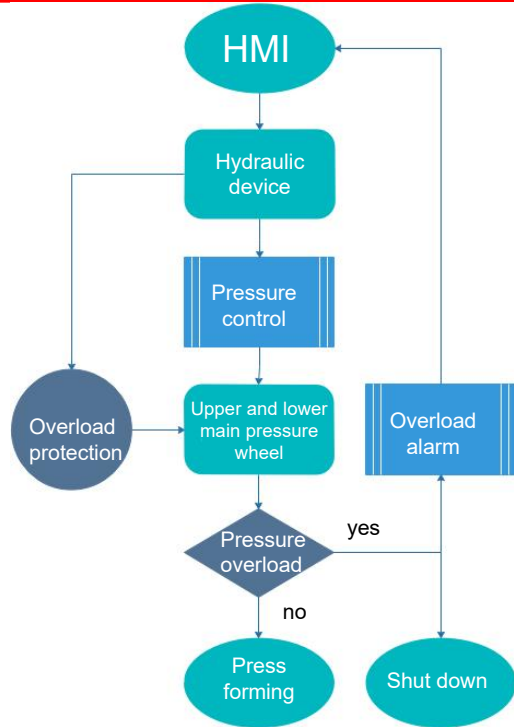 HMI
Hydraulic
device
Pressure
control
Upper and lower
main pressure
wheel
Overload
protection
Overload
alarm
Pressure
overload
yes
no
Press
forming
Shut down